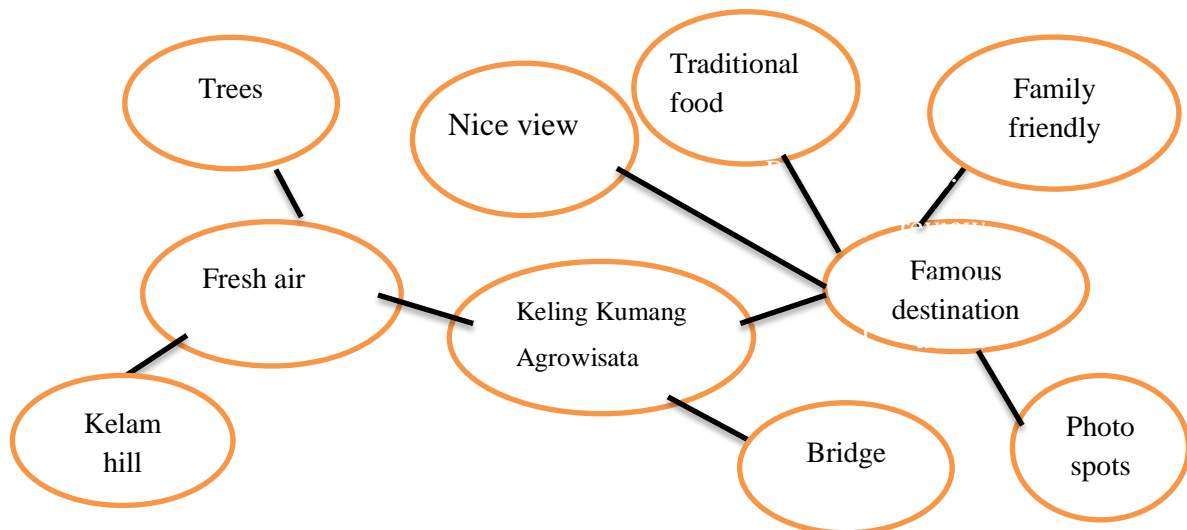 Trees
Nice view
Traditional
food
Family
friendly
Fresh air
Keling Kumang
Agrowisata
Famous
destination
Kelam
hill
Bridge
Photo
spots